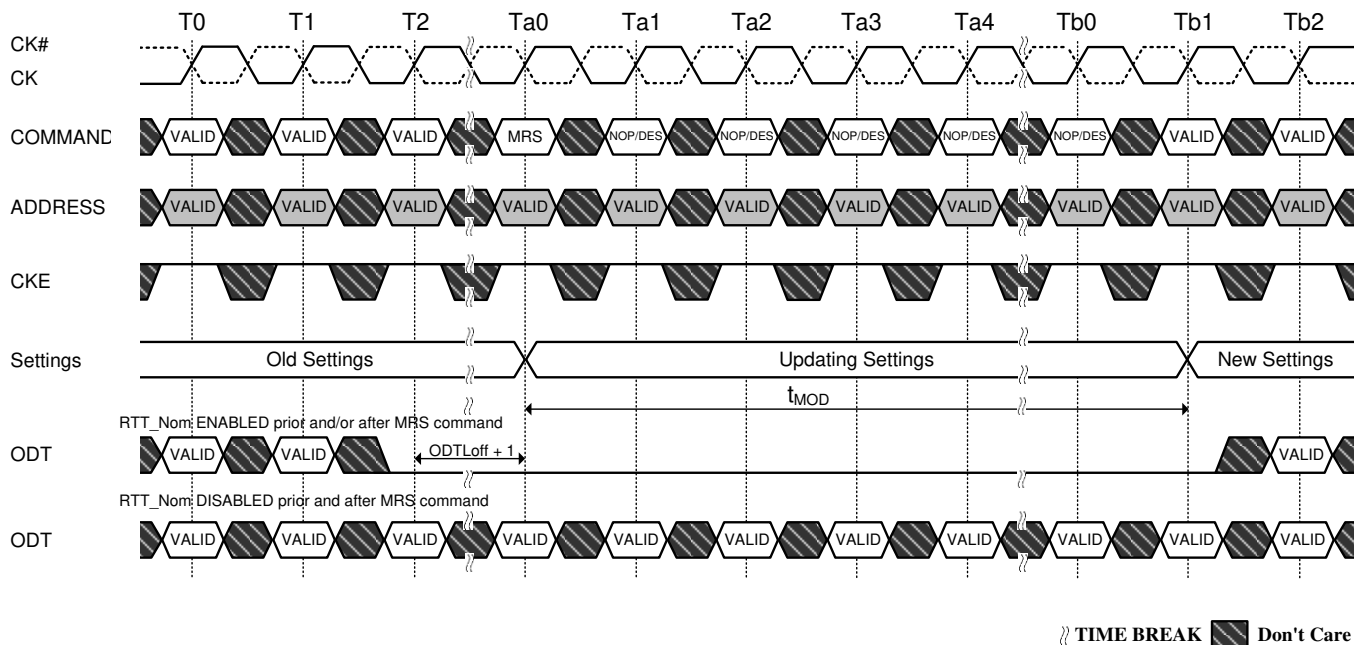 T0 T1 T2 Ta0 Ta1 Ta2 Ta3 Ta4 Tb0 Tb1 Tb2
CK#
CK
COMMAND VALID VALID VALID MRS NOP/DES NOP/DES NOP/DES NOP/DES NOP/DES VALID VALID
ADDRESS VALID VALID VALID VALID VALID VALID VALID VALID VALID VALID VALID
CKE
Settings Old Settings Updating Settings New Settings
tMOD
RTT_Nom ENABLED prior and/or after MRS command
ODT VALID VALID ODTLoff + 1 VALID
RTT_Nom DISABLED prior and after MRS command
ODT VALID VALID VALID VALID VALID VALID VALID VALID VALID VALID VALID
TIME BREAK Don't Care